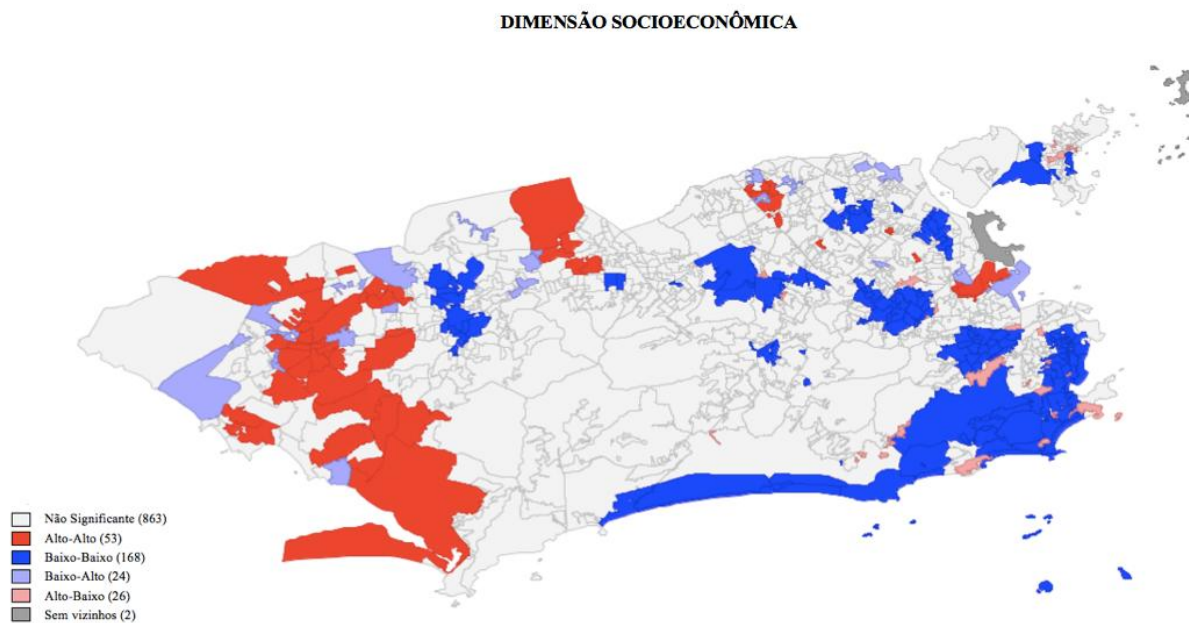 DIMENSÃO SOCIOECONÔMICA
Não Significante (863)
Alto-Alto (53)
Baixo-Baixo (168)
Baixo-Alto (24)
Alto-Baixo (26)
Sem vizinhos (2)